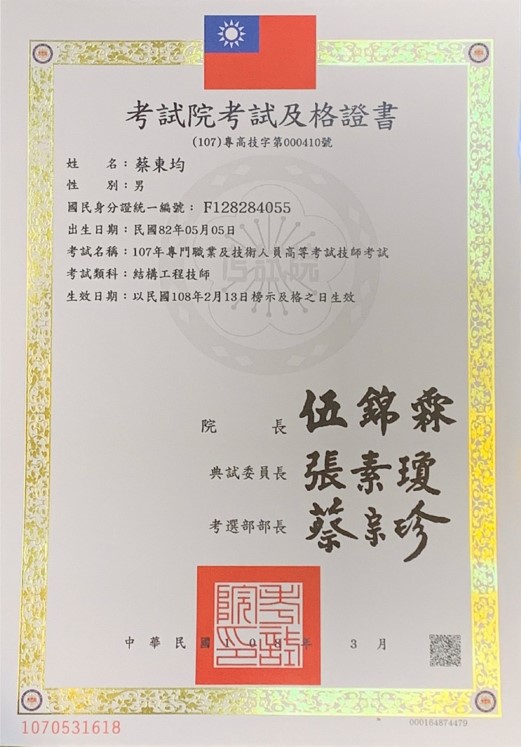 考試院考試及格證書
(107)專高技字第000410號
姓　　名：蔡東均
性　　別：男
國民身分證統一編號：F128284055
出生日期：民國82年05月05日
考試名稱：107年專門職業及技術人員高等考試技師考試
考試類科：結構工程技師
生效日期：以民國108年2月13日榜示及格之日生效
考試院
院　　長 伍錦霖
典試委員長 張素瓊
考選部部長 蔡宗珍
考試院印
中華民國108年3月
1070531618
000164874479